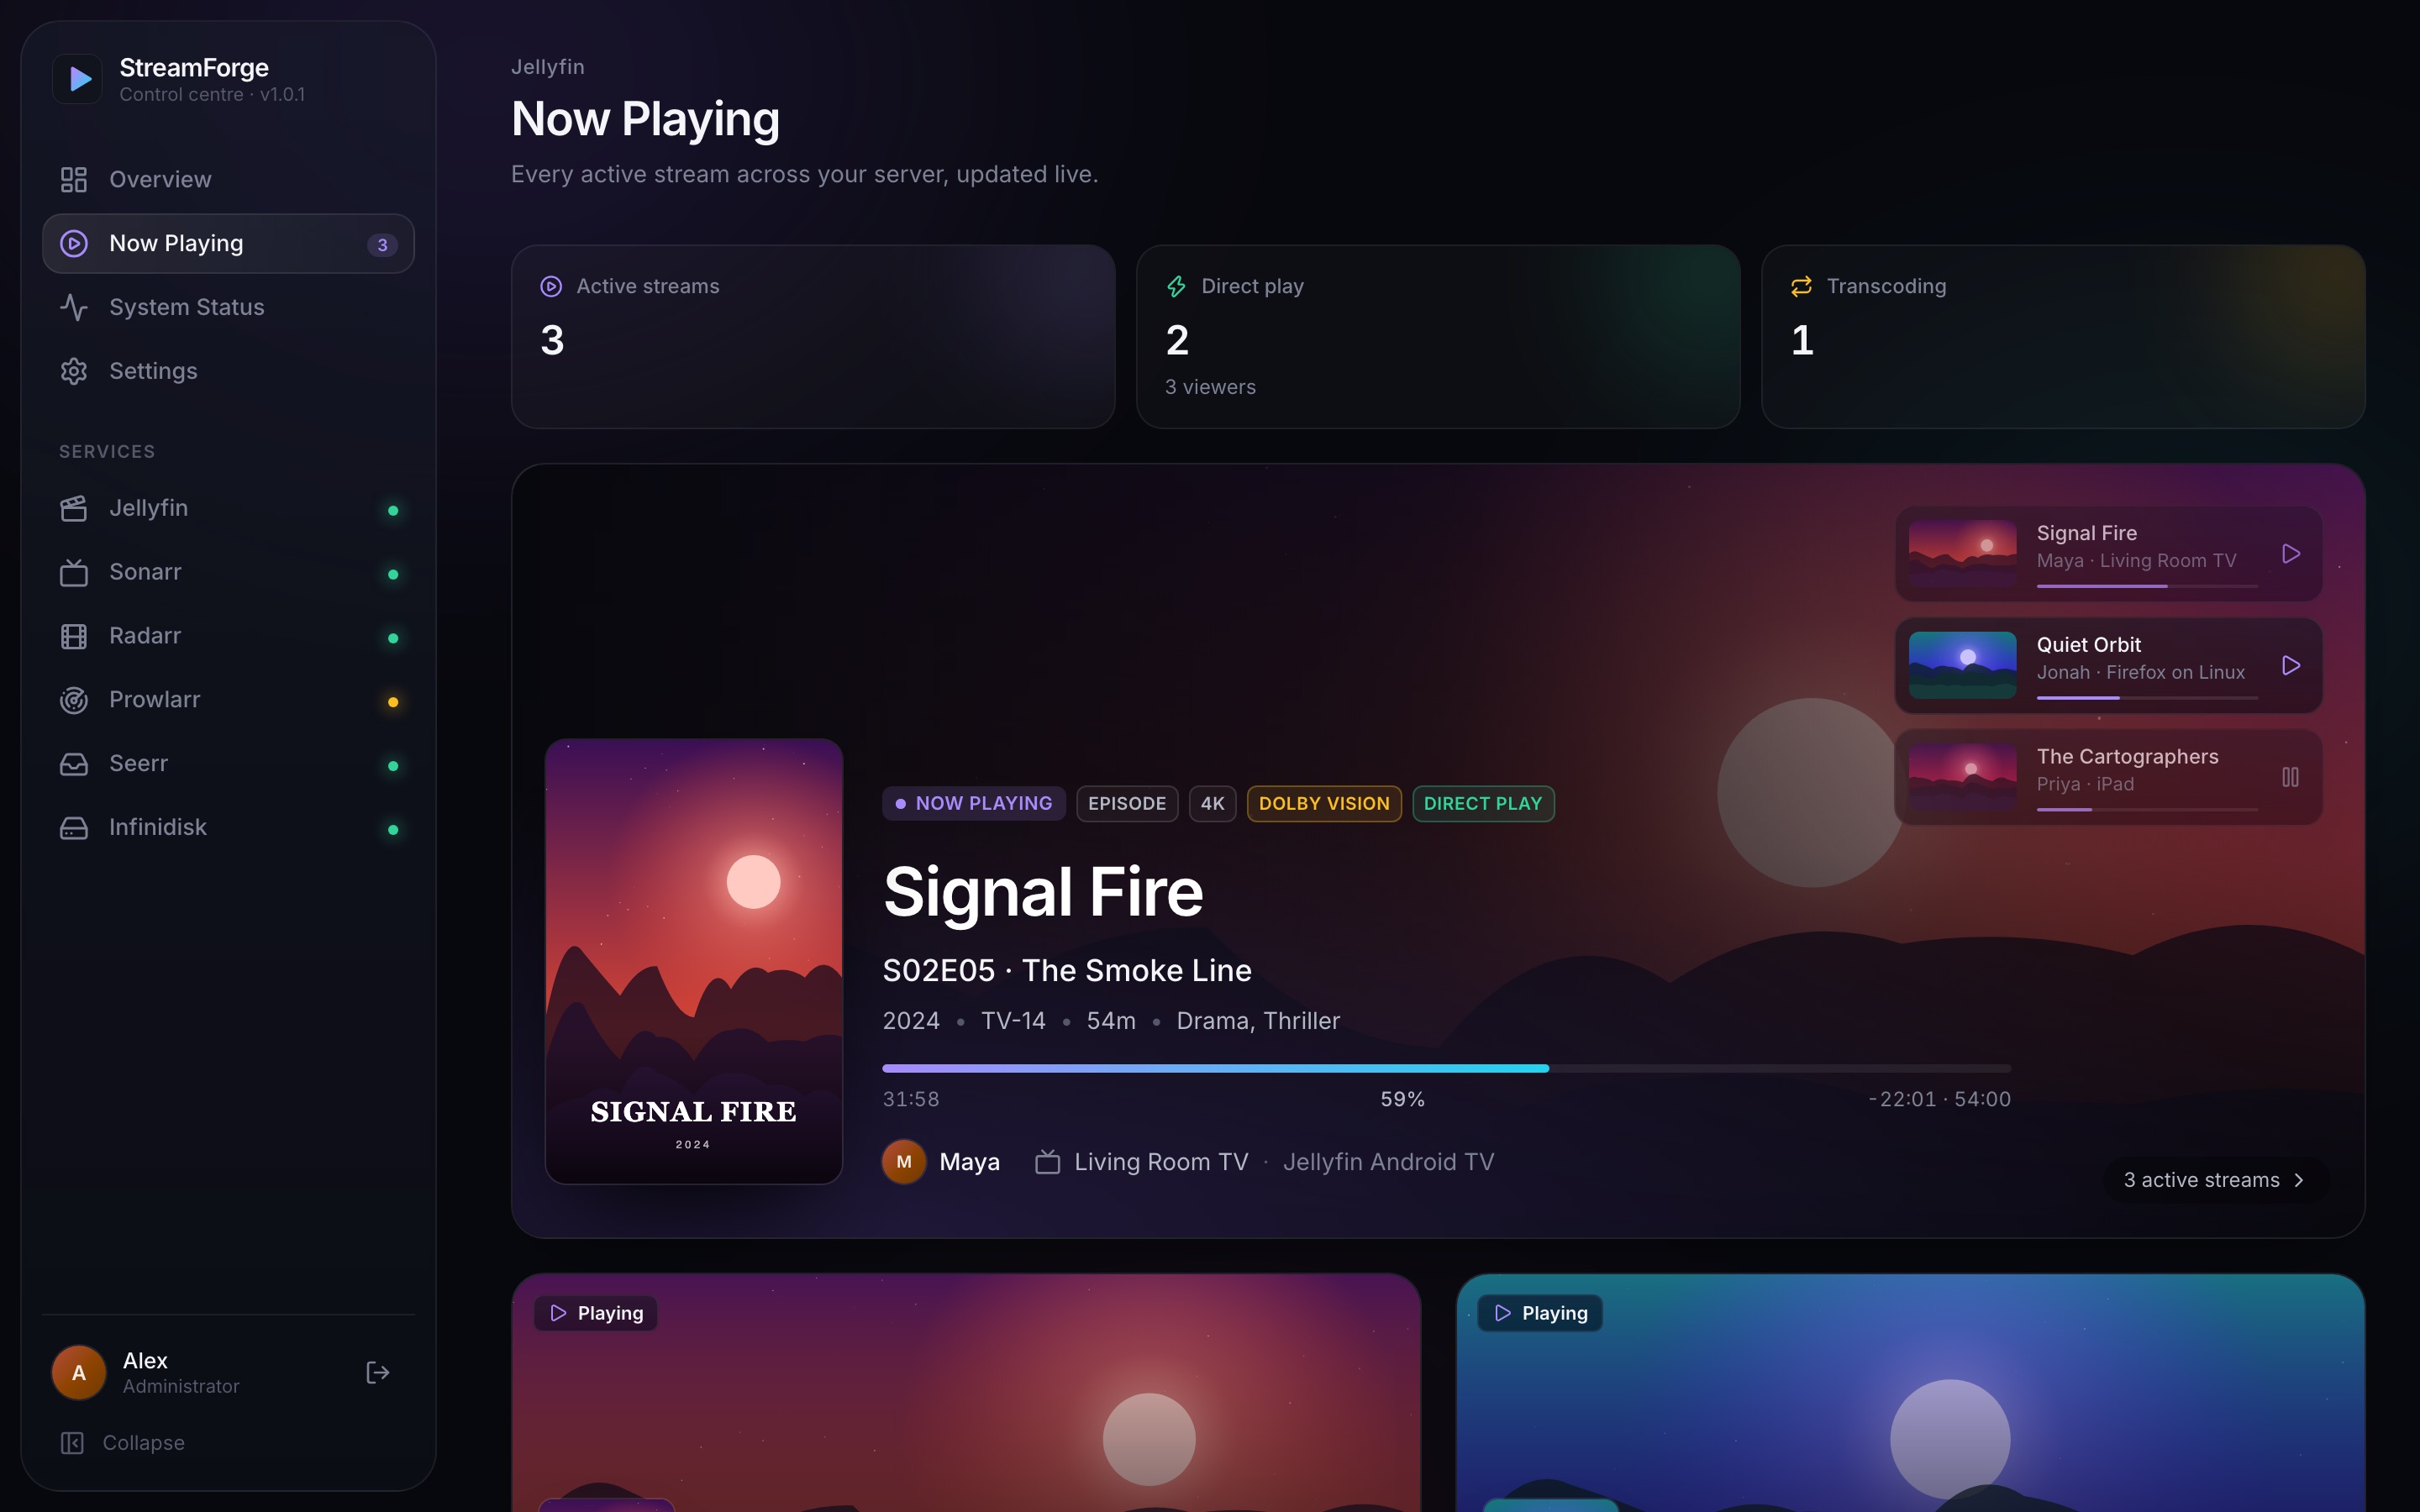 StreamForge
Control centre · v1.0.1
Overview
Now Playing 3
System Status
Settings
SERVICES
Jellyfin
Sonarr
Radarr
Prowlarr
Seerr
Infinidisk
A
Alex
Administrator
Collapse
Jellyfin
Now Playing
Every active stream across your server, updated live.
Active streams
3
Direct play
2
3 viewers
Transcoding
1
Signal Fire
Maya · Living Room TV
Quiet Orbit
Jonah · Firefox on Linux
The Cartographers
Priya · iPad
SIGNAL FIRE
2024
NOW PLAYING EPISODE 4K DOLBY VISION DIRECT PLAY
Signal Fire
S02E05 · The Smoke Line
2024 • TV-14 • 54m • Drama, Thriller
31:58 59% -22:01 · 54:00
M Maya Living Room TV · Jellyfin Android TV
3 active streams
Playing
Playing